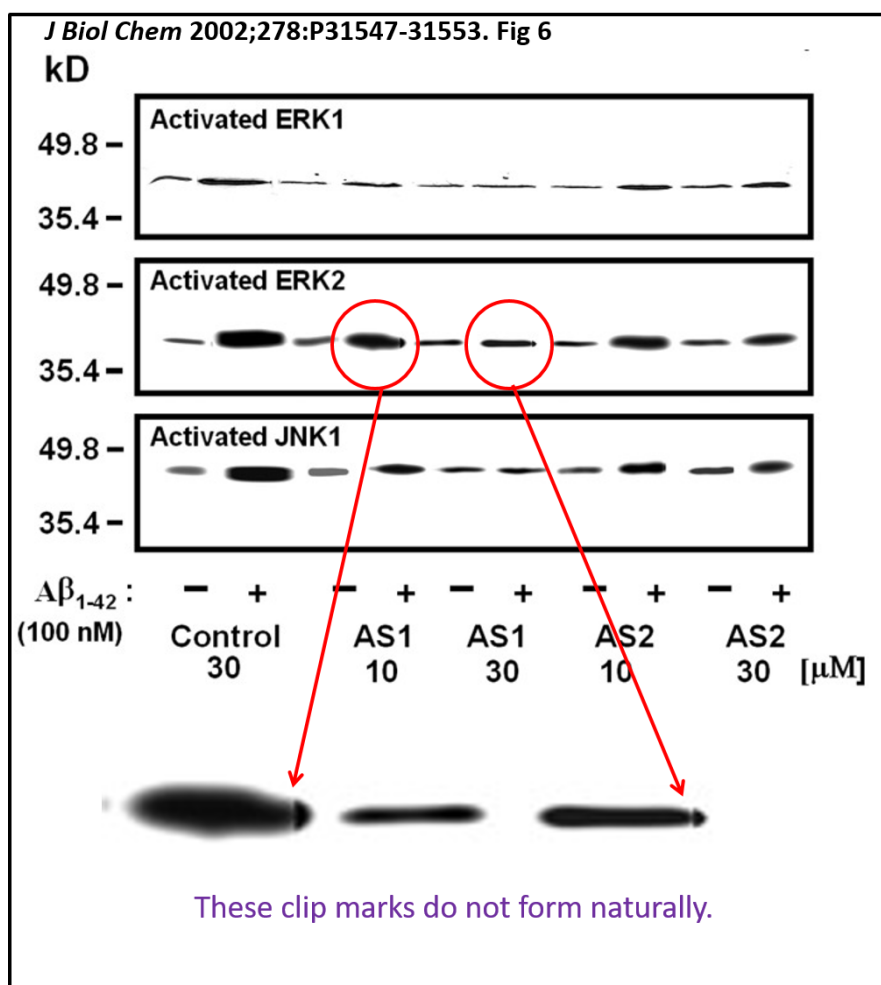 J Biol Chem 2002;278:P31547-31553. Fig 6
kD
Activated ERK1
49.8 –
35.4 –
Activated ERK2
49.8 –
35.4 –
Activated JNK1
49.8 –
35.4 –
Aβ1-42 : – + – + – + – + – +
(100 nM) Control AS1 AS1 AS2 AS2
30 10 30 10 30 [µM]
These clip marks do not form naturally.